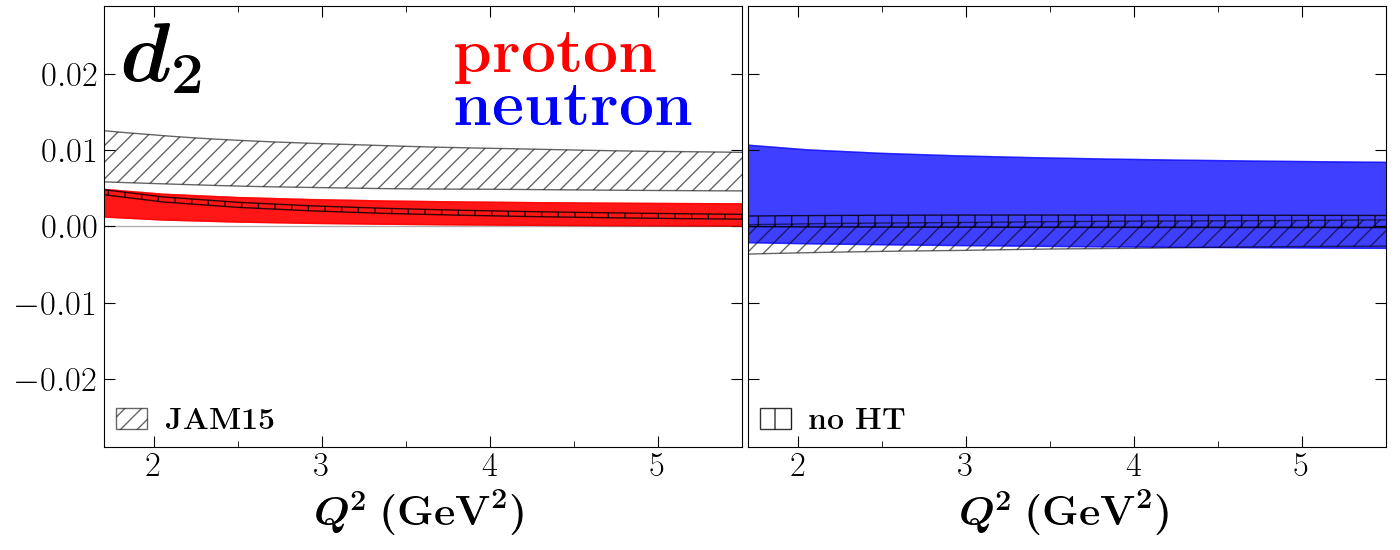 d₂
proton
neutron
0.02
0.01
0.00
−0.01
−0.02
JAM15
no HT
2 3 4 5
2 3 4 5
Q² (GeV²)
Q² (GeV²)